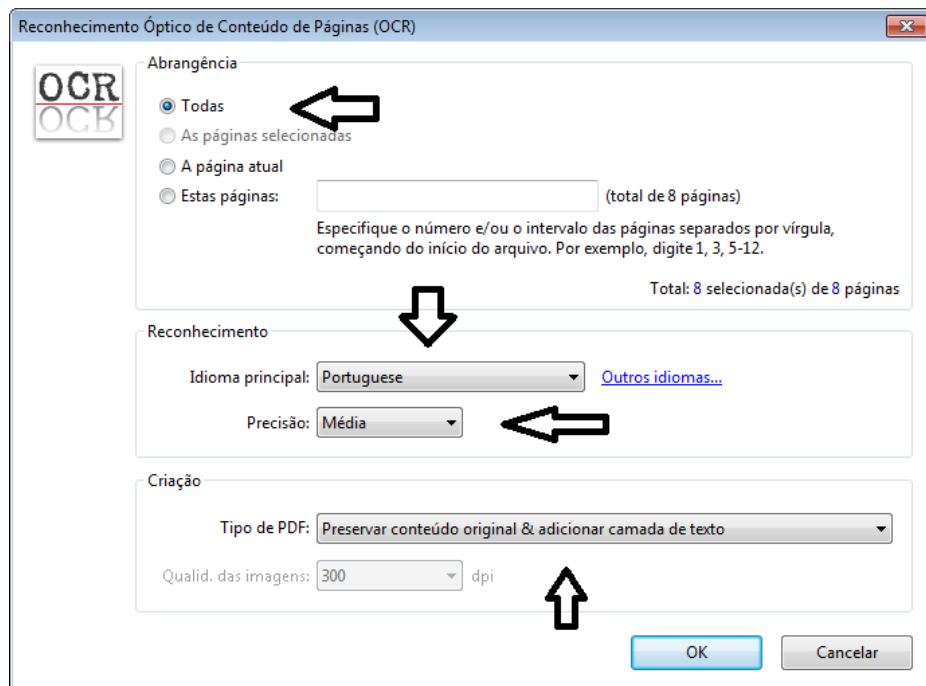 Reconhecimento Óptico de Conteúdo de Páginas (OCR)
OCR
OCR
Abrangência
Todas
As páginas selecionadas
A página atual
Estas páginas: (total de 8 páginas)
Especifique o número e/ou o intervalo das páginas separados por vírgula,
começando do início do arquivo. Por exemplo, digite 1, 3, 5-12.
Total: 8 selecionada(s) de 8 páginas
Reconhecimento
Idioma principal: Portuguese Outros idiomas...
Precisão: Média
Criação
Tipo de PDF: Preservar conteúdo original & adicionar camada de texto
Qualid. das imagens: 300 dpi
OK Cancelar